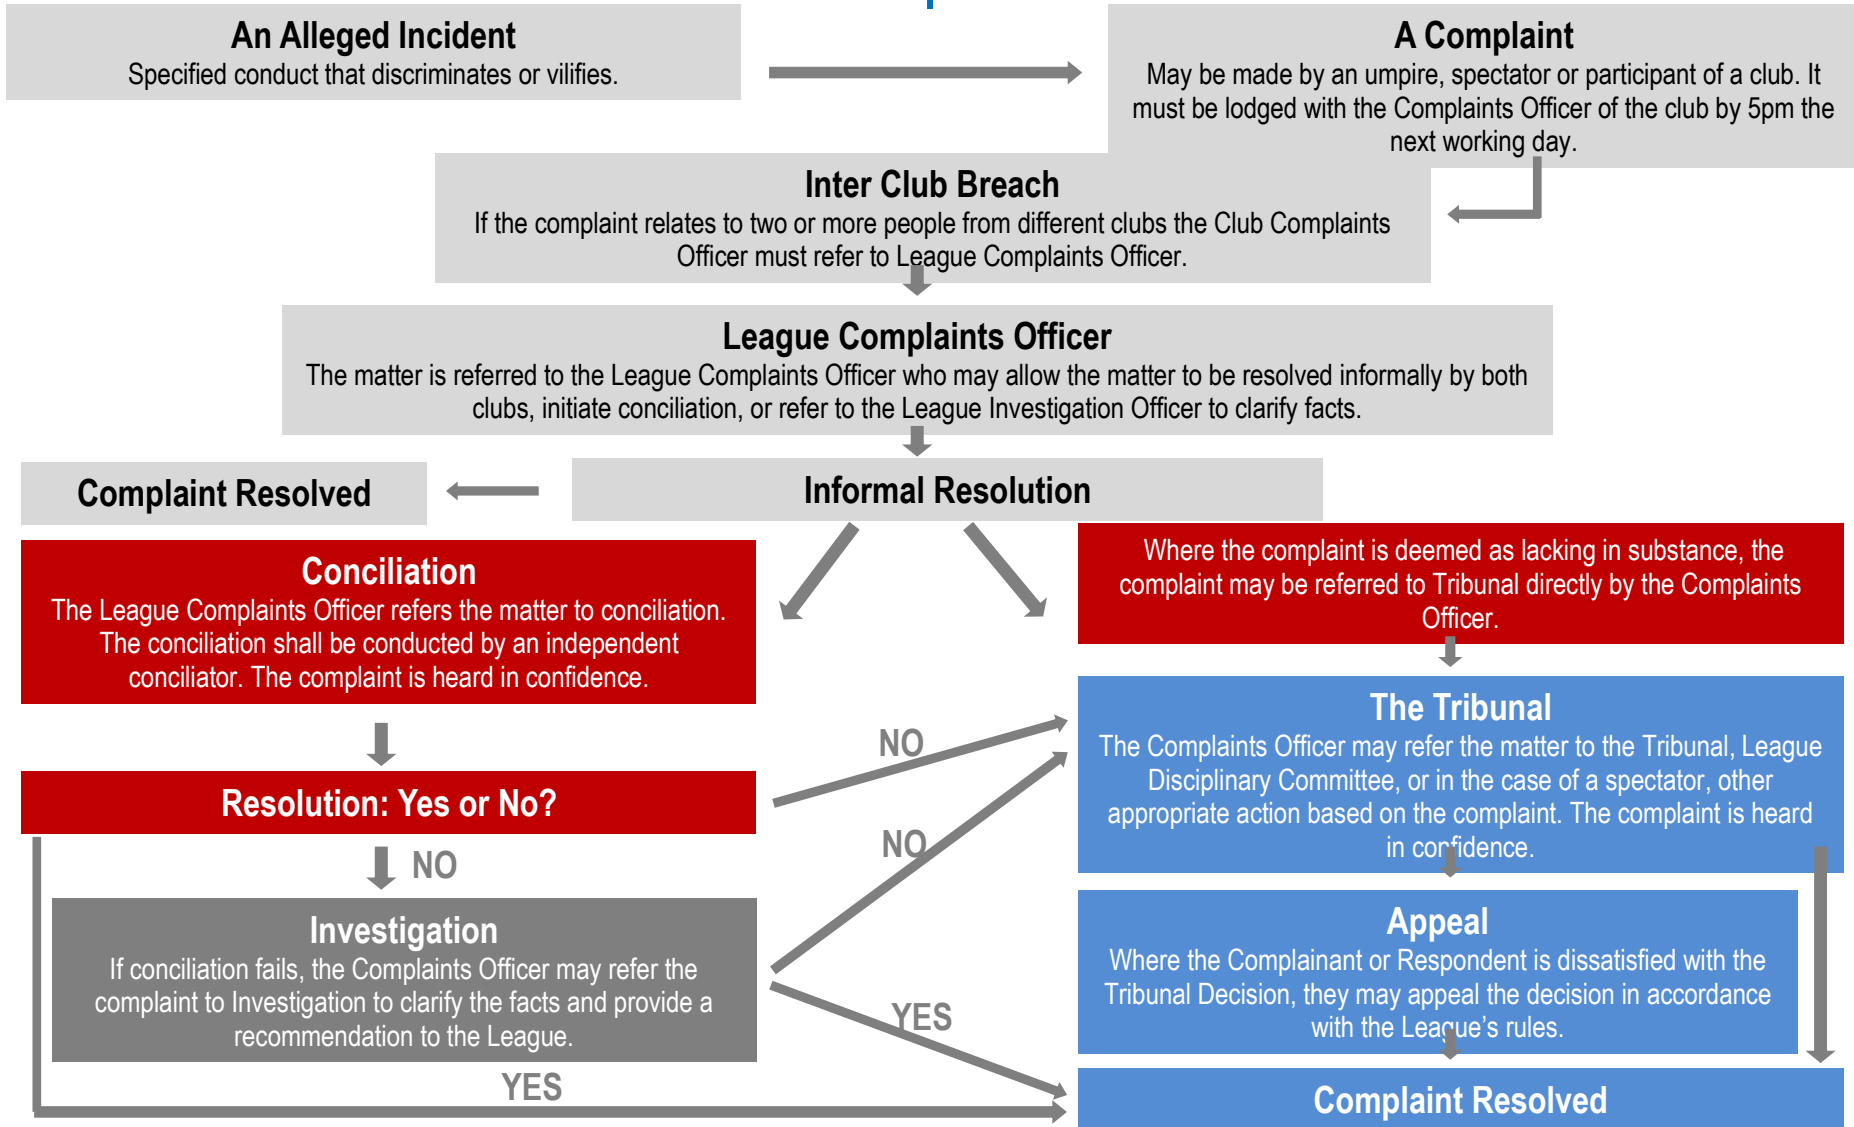 An Alleged Incident
Specified conduct that discriminates or vilifies.
A Complaint
May be made by an umpire, spectator or participant of a club. It
must be lodged with the Complaints Officer of the club by 5pm the
next working day.
Inter Club Breach
If the complaint relates to two or more people from different clubs the Club Complaints
Officer must refer to League Complaints Officer.
League Complaints Officer
The matter is referred to the League Complaints Officer who may allow the matter to be resolved informally by both
clubs, initiate conciliation, or refer to the League Investigation Officer to clarify facts.
Complaint Resolved
Informal Resolution
Conciliation
The League Complaints Officer refers the matter to conciliation.
The conciliation shall be conducted by an independent
conciliator. The complaint is heard in confidence.
Where the complaint is deemed as lacking in substance, the
complaint may be referred to Tribunal directly by the Complaints
Officer.
The Tribunal
The Complaints Officer may refer the matter to the Tribunal, League
Disciplinary Committee, or in the case of a spectator, other
appropriate action based on the complaint. The complaint is heard
in confidence.
NO
Resolution: Yes or No?
NO
NO
Investigation
If conciliation fails, the Complaints Officer may refer the
complaint to Investigation to clarify the facts and provide a
recommendation to the League.
Appeal
Where the Complainant or Respondent is dissatisfied with the
Tribunal Decision, they may appeal the decision in accordance
with the League's rules.
YES
YES
Complaint Resolved